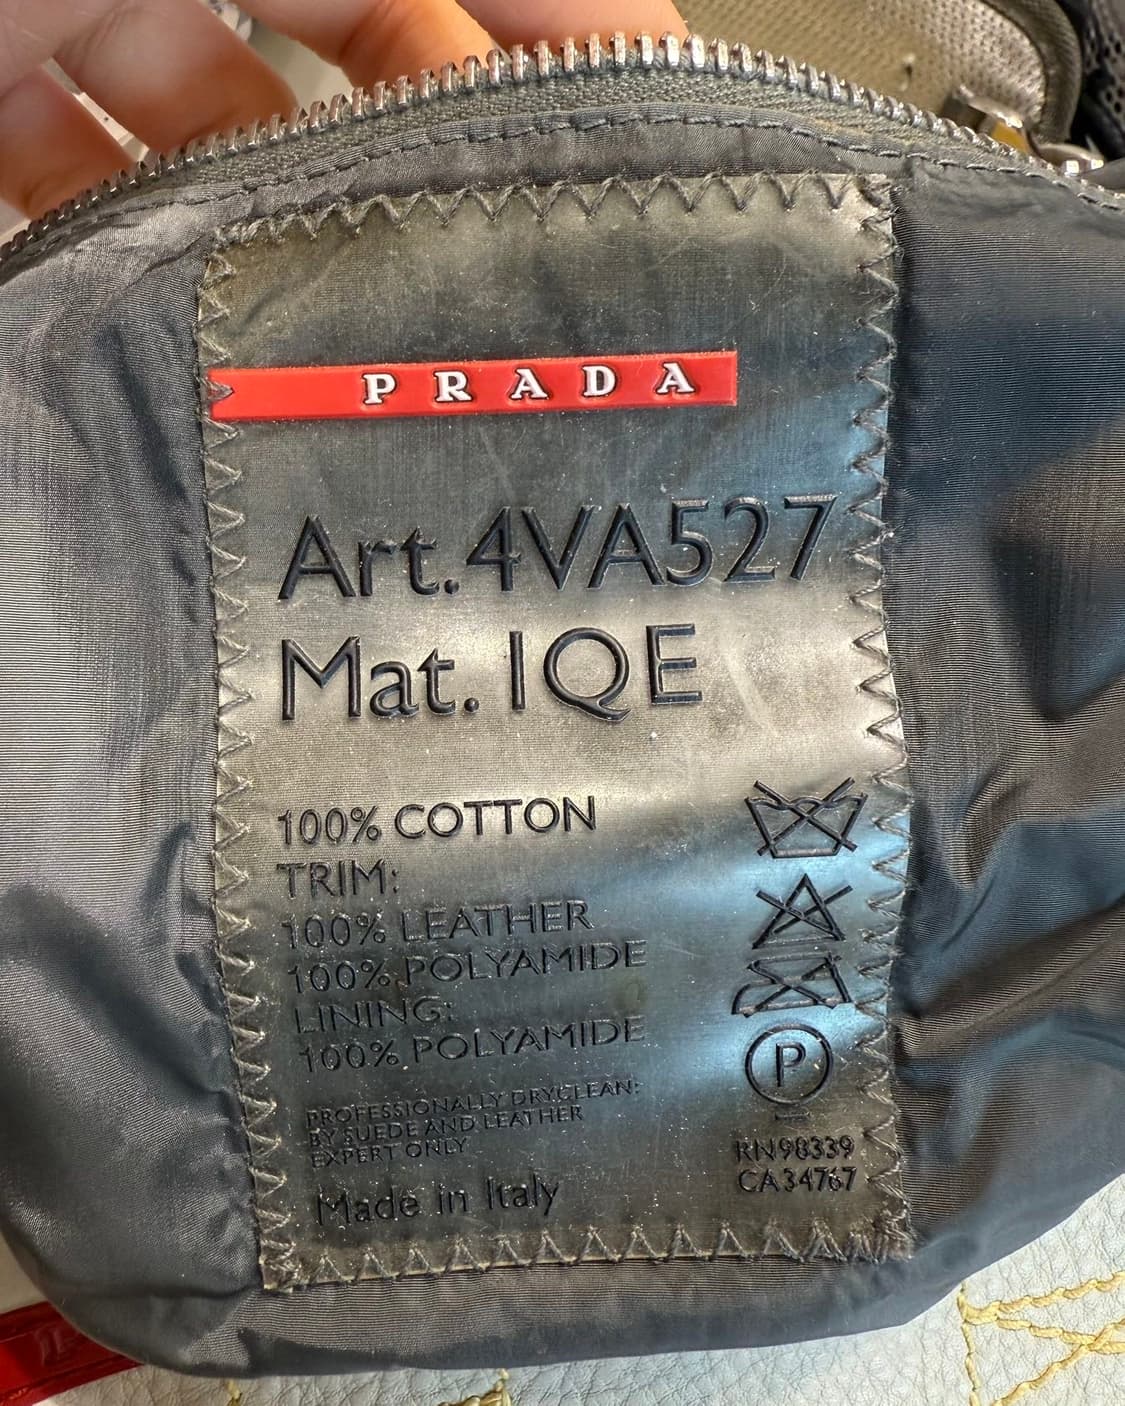 PRADA
Art. 4VA527
Mat. 1QE
100% COTTON
TRIM:
100% LEATHER
100% POLYAMIDE
LINING:
100% POLYAMIDE
PROFESSIONALLY DRYCLEAN:
BY SUEDE AND LEATHER
EXPERT ONLY
Made in Italy
P
RN98339
CA34767